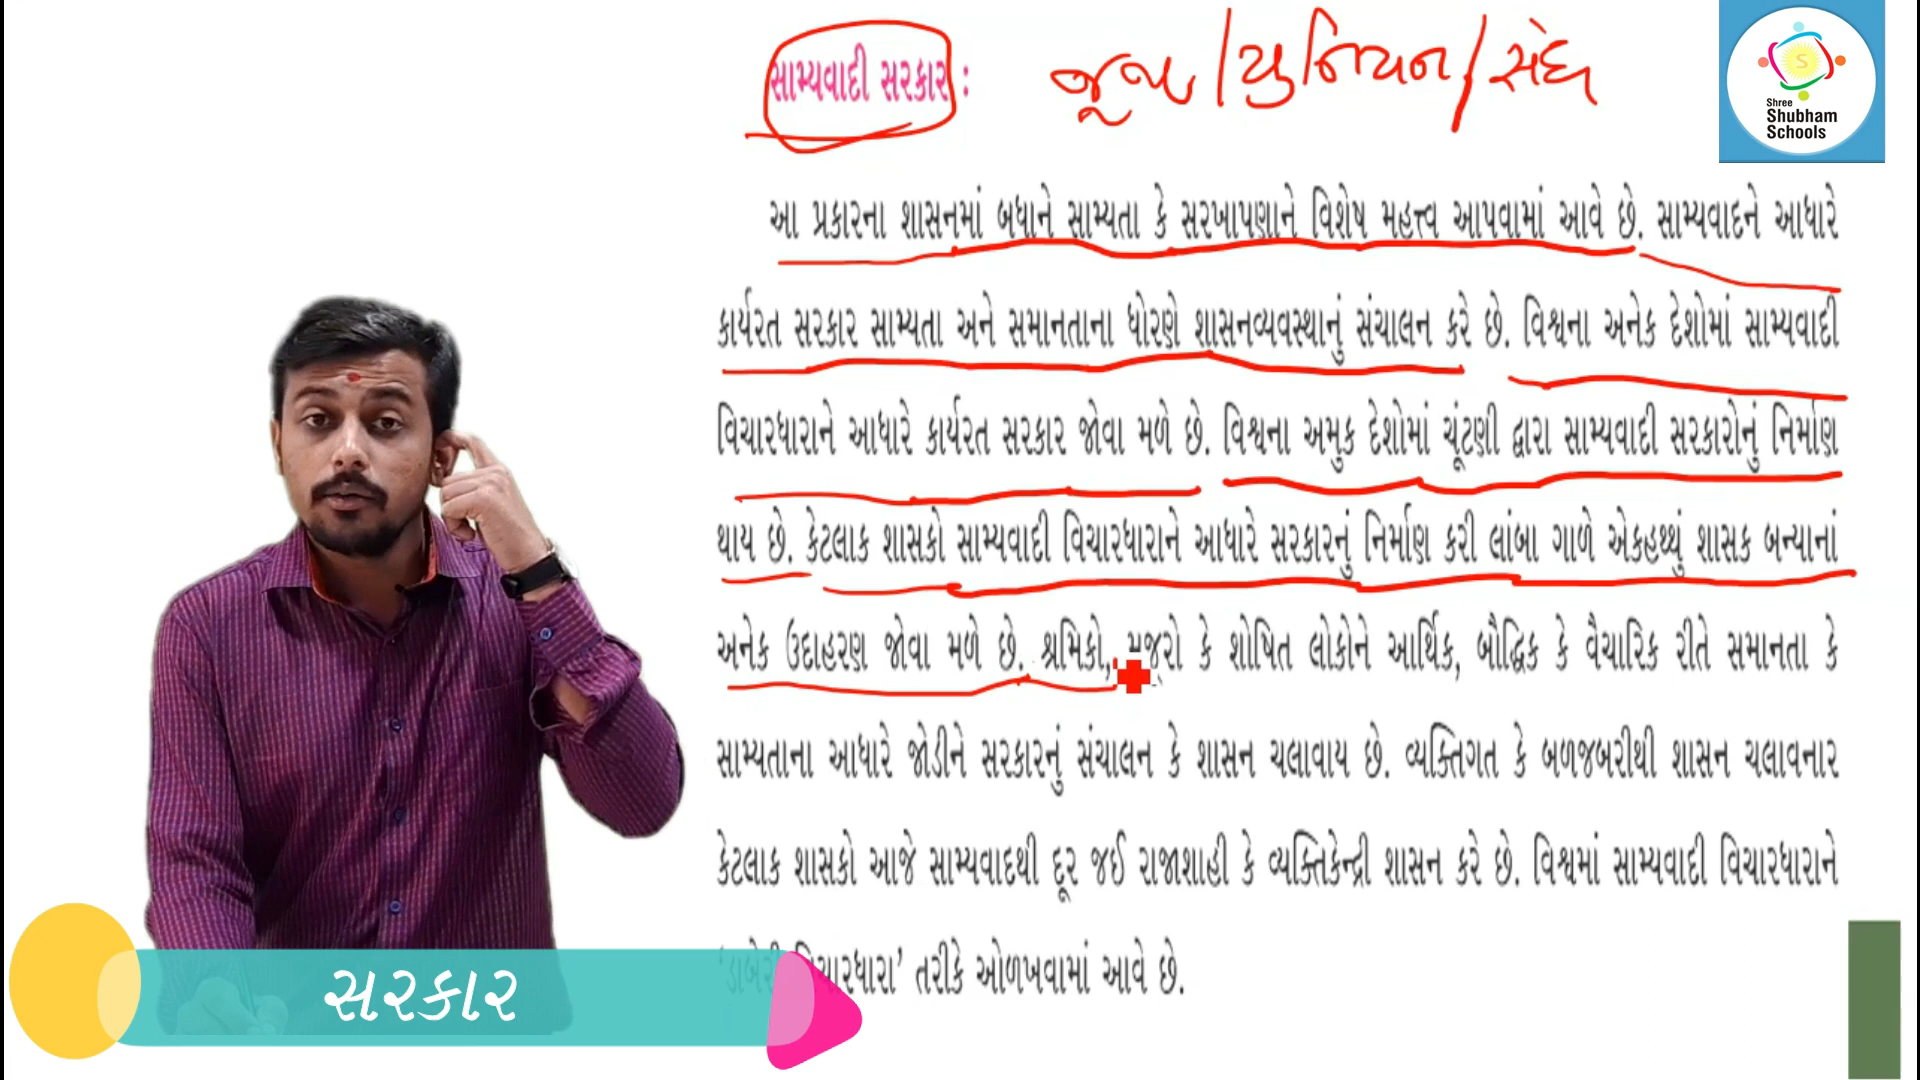 સામ્યવાદી સરકાર :
જૂથ / યુનિયન / સંઘ
Shree
Shubham
Schools
આ પ્રકારના શાસનમાં બધાને સામ્યતા કે સરખાપણાને વિશેષ મહત્ત્વ આપવામાં આવે છે. સામ્યવાદને આધારે
કાર્યરત સરકાર સામ્યતા અને સમાનતાના ધોરણે શાસનવ્યવસ્થાનું સંચાલન કરે છે. વિશ્વના અનેક દેશોમાં સામ્યવાદી
વિચારધારાને આધારે કાર્યરત સરકાર જોવા મળે છે. વિશ્વના અમુક દેશોમાં ચૂંટણી દ્વારા સામ્યવાદી સરકારોનું નિર્માણ
થાય છે. કેટલાક શાસકો સામ્યવાદી વિચારધારાને આધારે સરકારનું નિર્માણ કરી લાંબા ગાળે એકહથ્થું શાસક બન્યાનાં
અનેક ઉદાહરણ જોવા મળે છે. શ્રમિકો, મજૂરો કે શોષિત લોકોને આર્થિક, બૌદ્ધિક કે વૈચારિક રીતે સમાનતા કે
સામ્યતાના આધારે જોડીને સરકારનું સંચાલન કે શાસન ચલાવાય છે. વ્યક્તિગત કે બળજબરીથી શાસન ચલાવનાર
કેટલાક શાસકો આજે સામ્યવાદથી દૂર જઈ રાજાશાહી કે વ્યક્તિકેન્દ્રી શાસન કરે છે. વિશ્વમાં સામ્યવાદી વિચારધારાને
‘ડાબેરી વિચારધારા’ તરીકે ઓળખવામાં આવે છે.
સરકાર